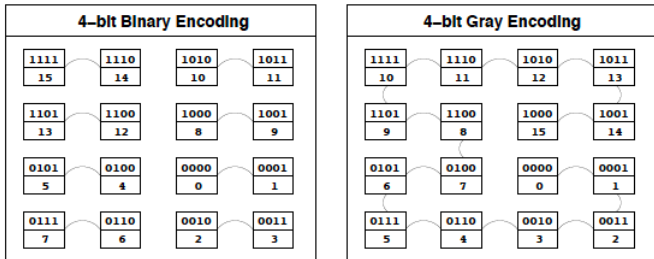 4-bit Binary Encoding
1111 1110 1010 1011
15 14 10 11
1101 1100 1000 1001
13 12 8 9
0101 0100 0000 0001
5 4 0 1
0111 0110 0010 0011
7 6 2 3
4-bit Gray Encoding
1111 1110 1010 1011
10 11 12 13
1101 1100 1000 1001
9 8 15 14
0101 0100 0000 0001
6 7 0 1
0111 0110 0010 0011
5 4 3 2